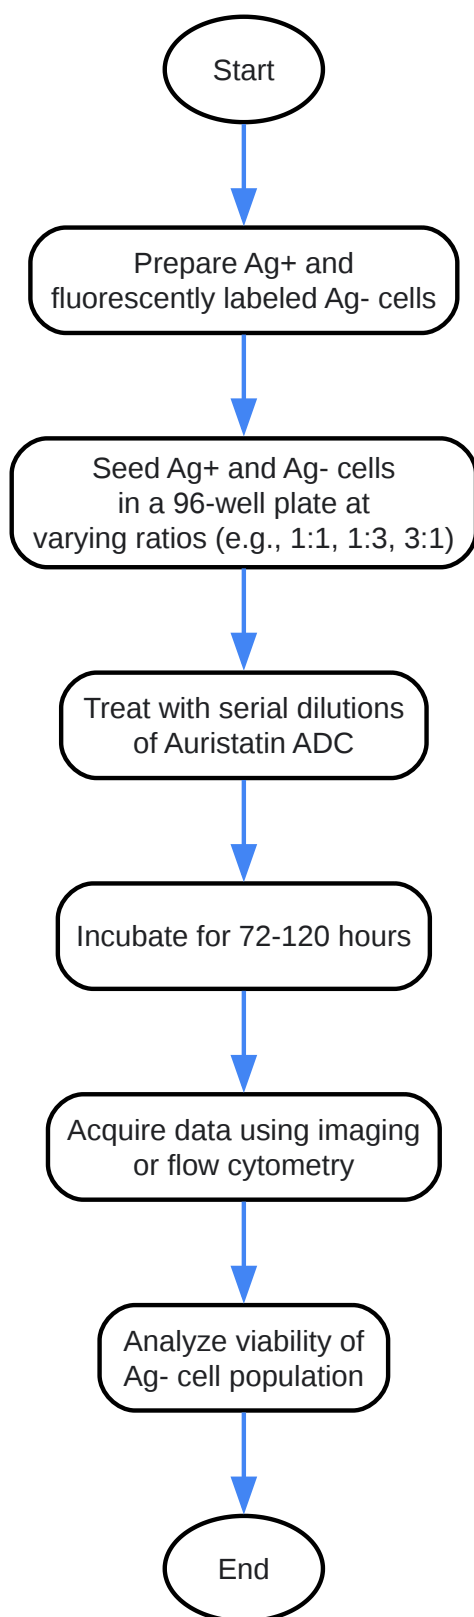 Start
Prepare Ag+ and
fluorescently labeled Ag- cells
Seed Ag+ and Ag- cells
in a 96-well plate at
varying ratios (e.g., 1:1, 1:3, 3:1)
Treat with serial dilutions
of Auristatin ADC
Incubate for 72-120 hours
Acquire data using imaging
or flow cytometry
Analyze viability of
Ag- cell population
End